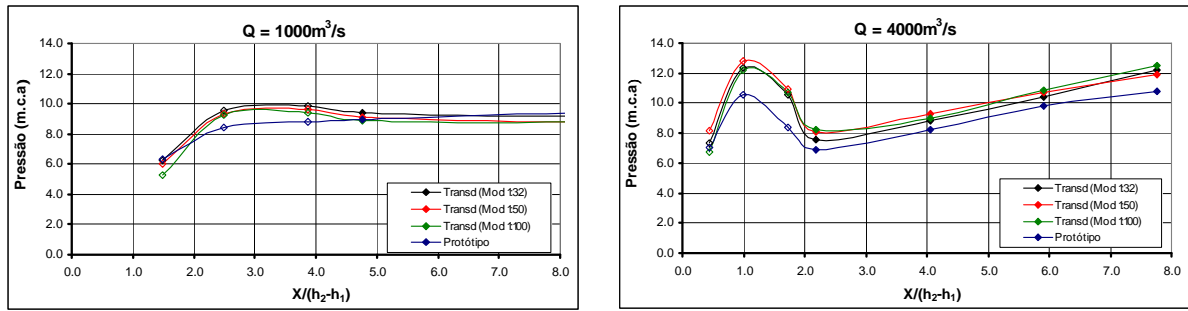 Q = 1000m³/s
Pressão (m.c.a)
14.0
12.0
10.0
8.0
6.0
4.0
2.0
0.0
Transd (Mod 1:32)
Transd (Mod 1:50)
Transd (Mod 1:100)
Protótipo
0.0 1.0 2.0 3.0 4.0 5.0 6.0 7.0 8.0
X/(h₂-h₁)
Q = 4000m³/s
Pressão (m.c.a)
14.0
12.0
10.0
8.0
6.0
4.0
2.0
0.0
Transd (Mod 1:32)
Transd (Mod 1:50)
Transd (Mod 1:100)
Protótipo
0.0 1.0 2.0 3.0 4.0 5.0 6.0 7.0 8.0
X/(h₂-h₁)